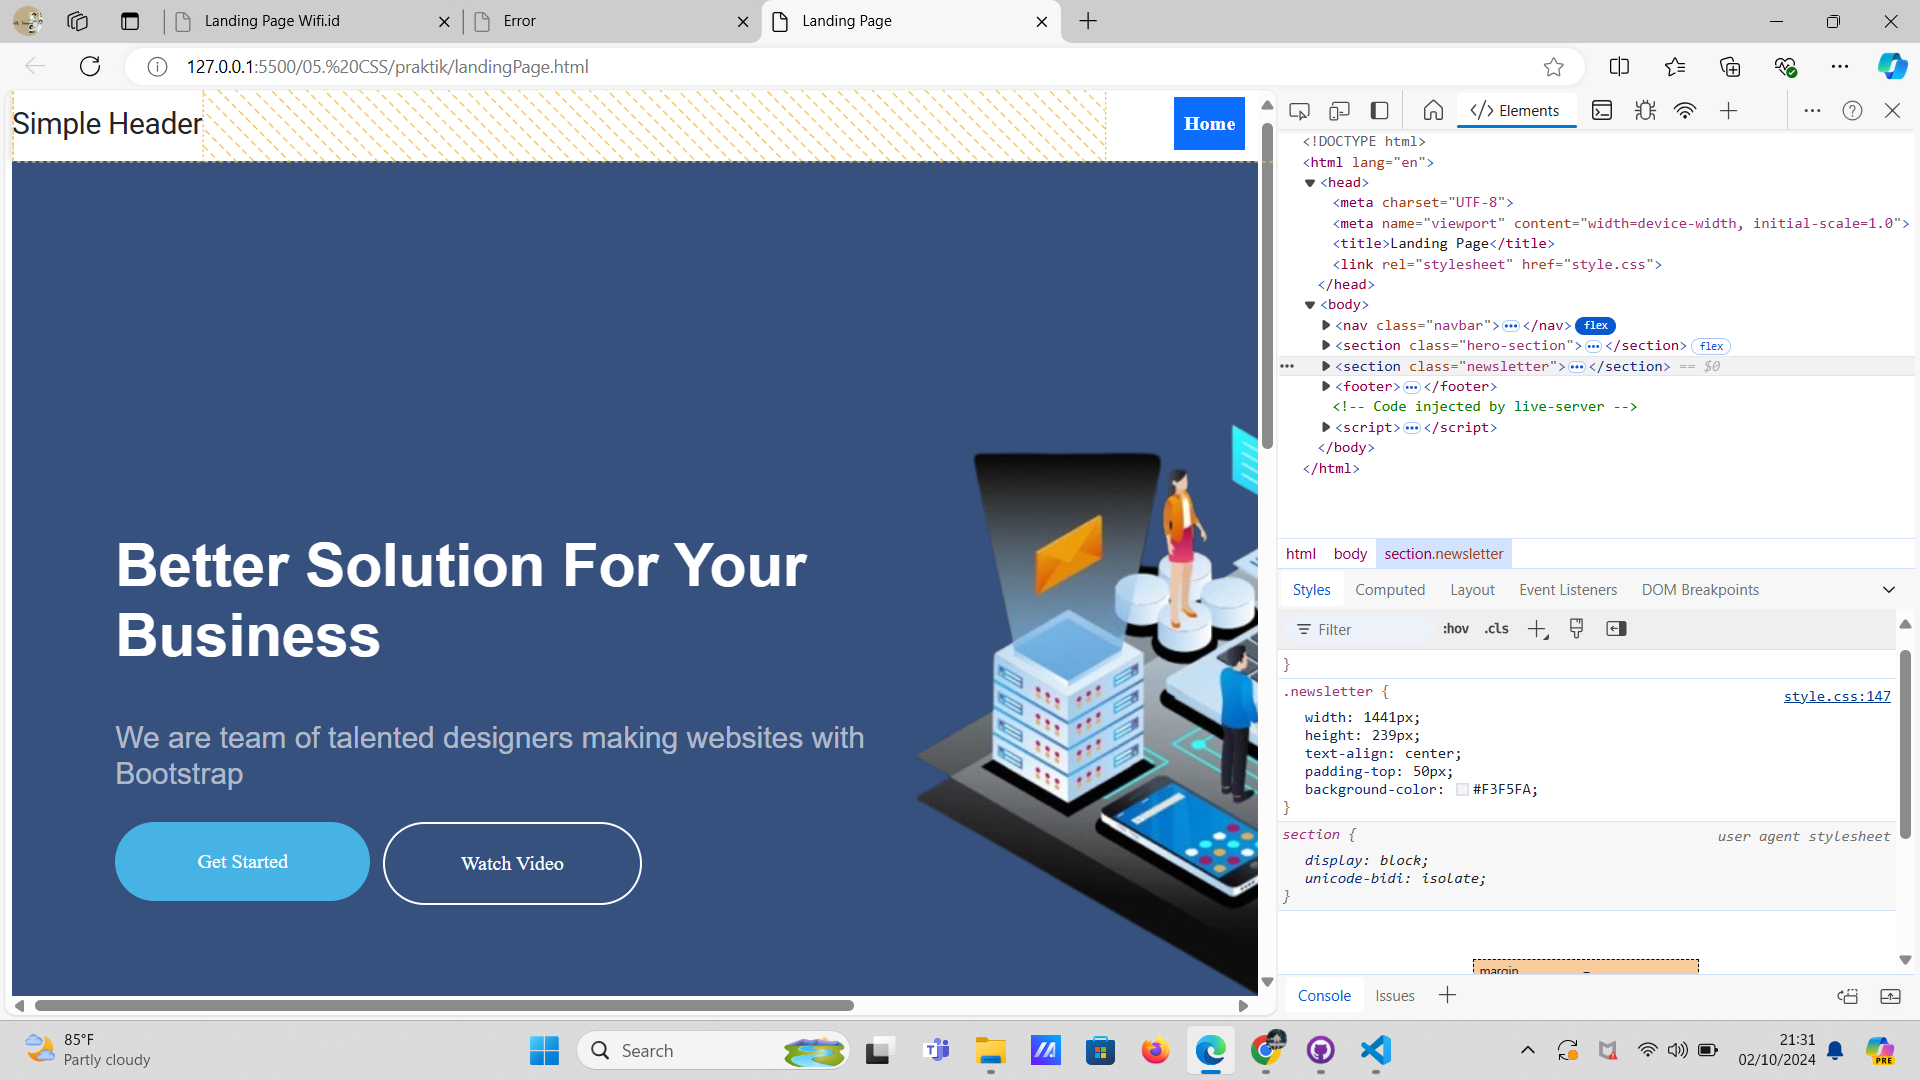 Landing Page Wifi.id
Error
Landing Page
127.0.0.1:5500/05.%20CSS/praktik/landingPage.html
Simple Header
Home
Better Solution For Your
Business
We are team of talented designers making websites with
Bootstrap
Get Started
Watch Video
Elements
<!DOCTYPE html>
<html lang="en">
<head>
<meta charset="UTF-8">
<meta name="viewport" content="width=device-width, initial-scale=1.0">
<title>Landing Page</title>
<link rel="stylesheet" href="style.css">
</head>
<body>
<nav class="navbar">…</nav> flex
<section class="hero-section">…</section> flex
<section class="newsletter">…</section> == $0
<footer>…</footer>
<!-- Code injected by live-server -->
<script>…</script>
</body>
</html>
html body section.newsletter
Styles Computed Layout Event Listeners DOM Breakpoints
Filter :hov .cls
}
.newsletter { style.css:147
width: 1441px;
height: 239px;
text-align: center;
padding-top: 50px;
background-color: #F3F5FA;
}
section { user agent stylesheet
display: block;
unicode-bidi: isolate;
}
margin –
Console Issues
85°F
Partly cloudy
Search
PRE
21:31
02/10/2024